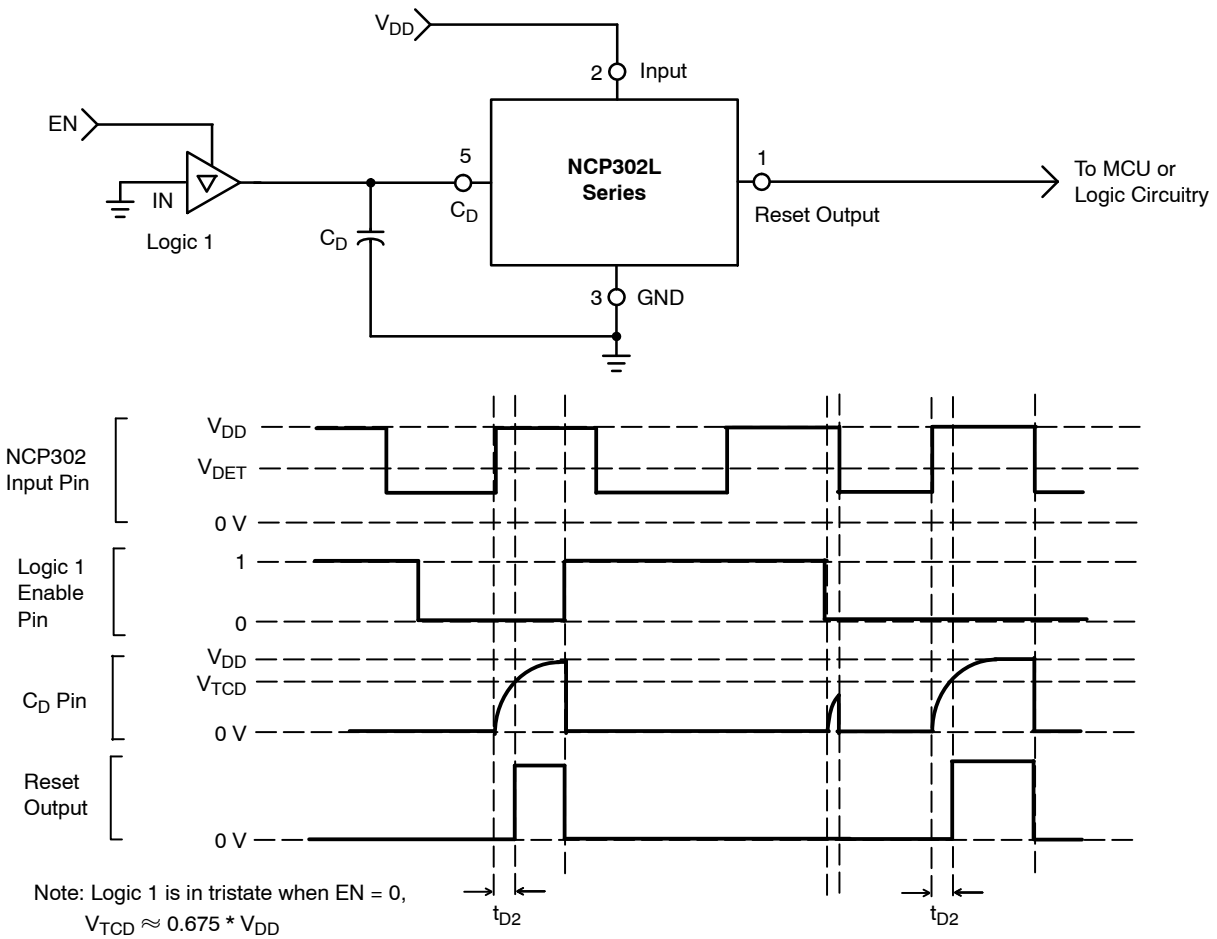 VDD
2 Input
EN
IN
Logic 1
CD
5
CD
NCP302L
Series
1
Reset Output
To MCU or
Logic Circuitry
3 GND
NCP302
Input Pin
VDD
VDET
0 V
Logic 1
Enable
Pin
1
0
CD Pin
VDD
VTCD
0 V
Reset
Output
0 V
tD2
tD2
Note: Logic 1 is in tristate when EN = 0,
VTCD ≈ 0.675 * VDD